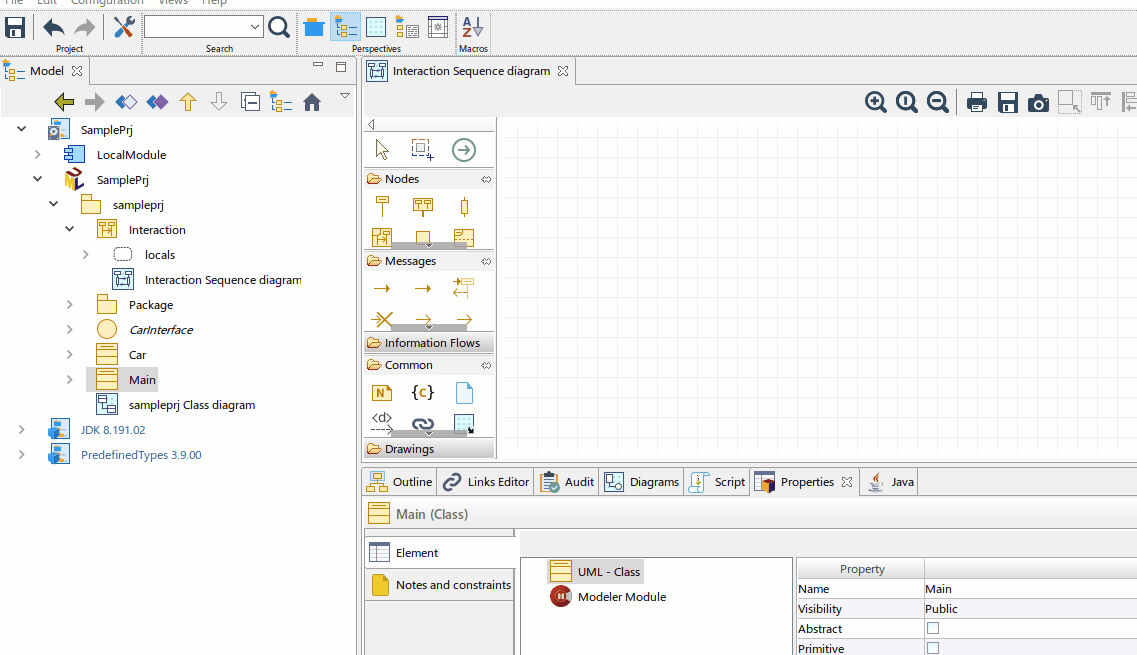 File Edit Configuration Views Help
Project
Search
Perspectives
Macros
Model
Interaction Sequence diagram
SamplePrj
LocalModule
SamplePrj
sampleprj
Interaction
locals
Interaction Sequence diagram
Package
CarInterface
Car
Main
sampleprj Class diagram
JDK 8.191.02
PredefinedTypes 3.9.00
Nodes
Messages
Information Flows
Common
N
{c}
<d>
Drawings
Outline
Links Editor
Audit
Diagrams
Script
Properties
Java
Main (Class)
Element
Notes and constraints
UML - Class
Modeler Module
Property
Name Main
Visibility Public
Abstract
Primitive